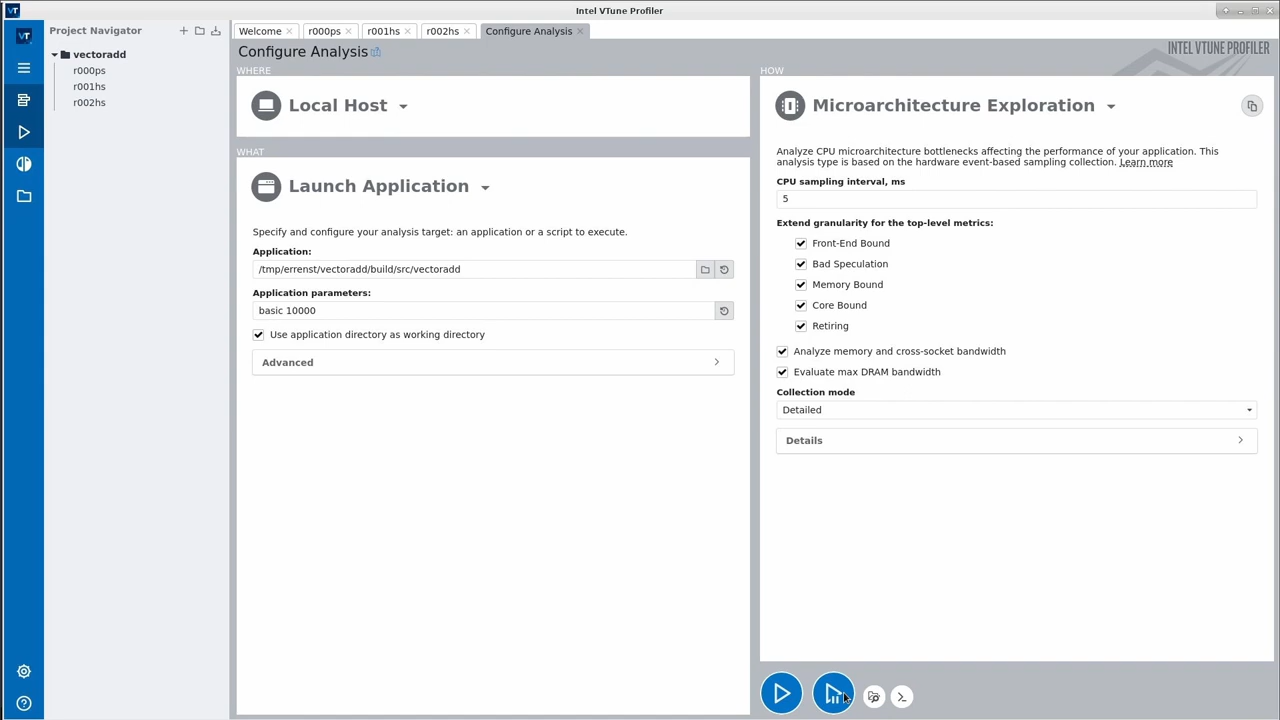 Intel VTune Profiler
VT
Project Navigator
vectoradd
r000ps
r001hs
r002hs
Welcome
r000ps
r001hs
r002hs
Configure Analysis
Configure Analysis
INTEL VTUNE PROFILER
WHERE
Local Host
WHAT
Launch Application
Specify and configure your analysis target: an application or a script to execute.
Application:
/tmp/errenst/vectoradd/build/src/vectoradd
Application parameters:
basic 10000
Use application directory as working directory
Advanced
HOW
Microarchitecture Exploration
Analyze CPU microarchitecture bottlenecks affecting the performance of your application. This
analysis type is based on the hardware event-based sampling collection. Learn more
CPU sampling interval, ms
5
Extend granularity for the top-level metrics:
Front-End Bound
Bad Speculation
Memory Bound
Core Bound
Retiring
Analyze memory and cross-socket bandwidth
Evaluate max DRAM bandwidth
Collection mode
Detailed
Details